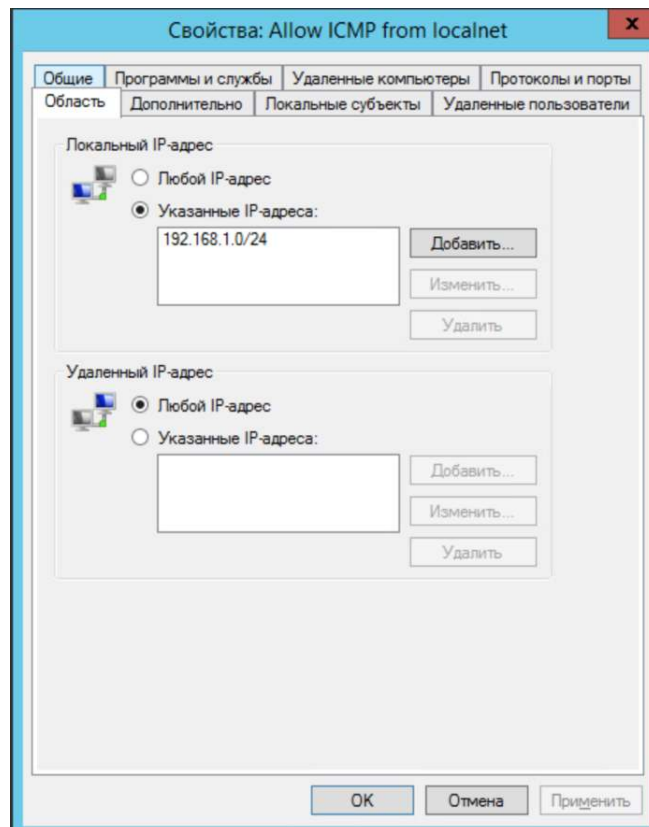 Свойства: Allow ICMP from localnet
x
Общие Программы и службы Удаленные компьютеры Протоколы и порты
Область Дополнительно Локальные субъекты Удаленные пользователи
Локальный IP-адрес
Любой IP-адрес
Указанные IP-адреса:
192.168.1.0/24
Добавить...
Изменить...
Удалить
Удаленный IP-адрес
Любой IP-адрес
Указанные IP-адреса:
Добавить...
Изменить...
Удалить
OK Отмена Применить